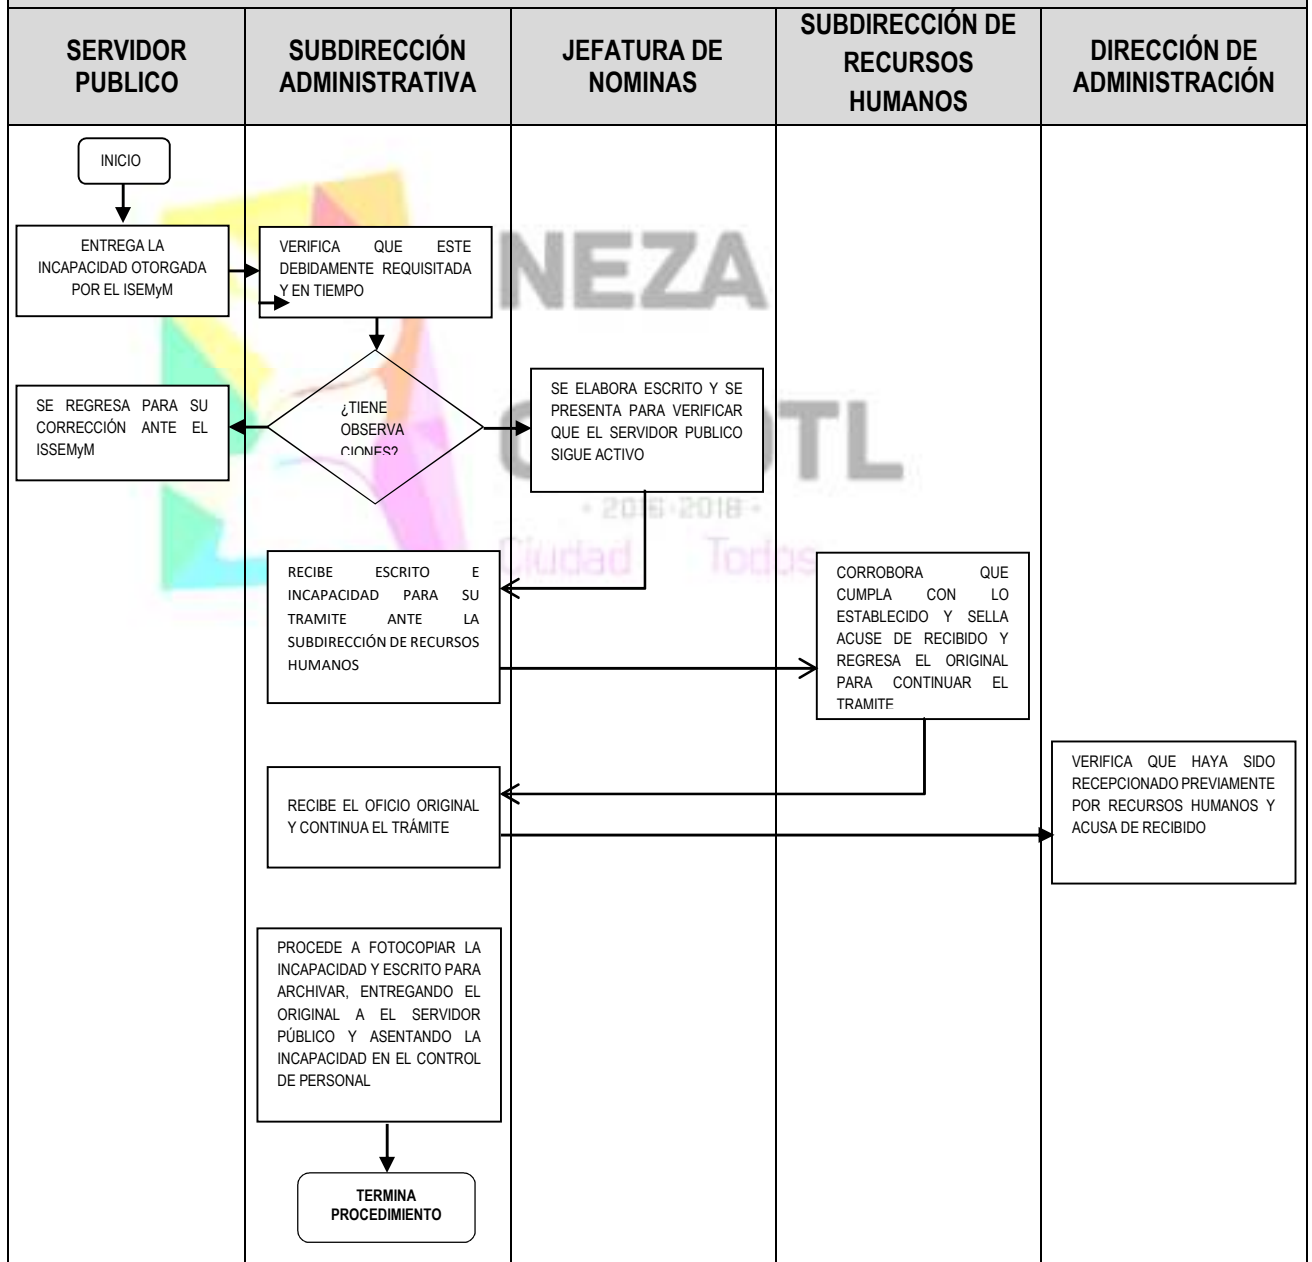 SERVIDOR
PUBLICO
SUBDIRECCIÓN
ADMINISTRATIVA
JEFATURA DE
NOMINAS
SUBDIRECCIÓN DE
RECURSOS
HUMANOS
DIRECCIÓN DE
ADMINISTRACIÓN
INICIO
ENTREGA LA
INCAPACIDAD OTORGADA
POR EL ISEMyM
VERIFICA QUE ESTE
DEBIDAMENTE REQUISITADA
Y EN TIEMPO
NEZA
SE REGRESA PARA SU
CORRECCIÓN ANTE EL
ISSEMyM
¿TIENE
OBSERVA
CIONES?
SE ELABORA ESCRITO Y SE
PRESENTA PARA VERIFICAR
QUE EL SERVIDOR PUBLICO
SIGUE ACTIVO
OTL
2016-2018
Ciudad Todos
RECIBE ESCRITO E
INCAPACIDAD PARA SU
TRAMITE ANTE LA
SUBDIRECCIÓN DE RECURSOS
HUMANOS
CORROBORA QUE
CUMPLA CON LO
ESTABLECIDO Y SELLA
ACUSE DE RECIBIDO Y
REGRESA EL ORIGINAL
PARA CONTINUAR EL
TRAMITE
RECIBE EL OFICIO ORIGINAL
Y CONTINUA EL TRÁMITE
VERIFICA QUE HAYA SIDO
RECEPCIONADO PREVIAMENTE
POR RECURSOS HUMANOS Y
ACUSA DE RECIBIDO
PROCEDE A FOTOCOPIAR LA
INCAPACIDAD Y ESCRITO PARA
ARCHIVAR, ENTREGANDO EL
ORIGINAL A EL SERVIDOR
PÚBLICO Y ASENTANDO LA
INCAPACIDAD EN EL CONTROL
DE PERSONAL
TERMINA
PROCEDIMIENTO